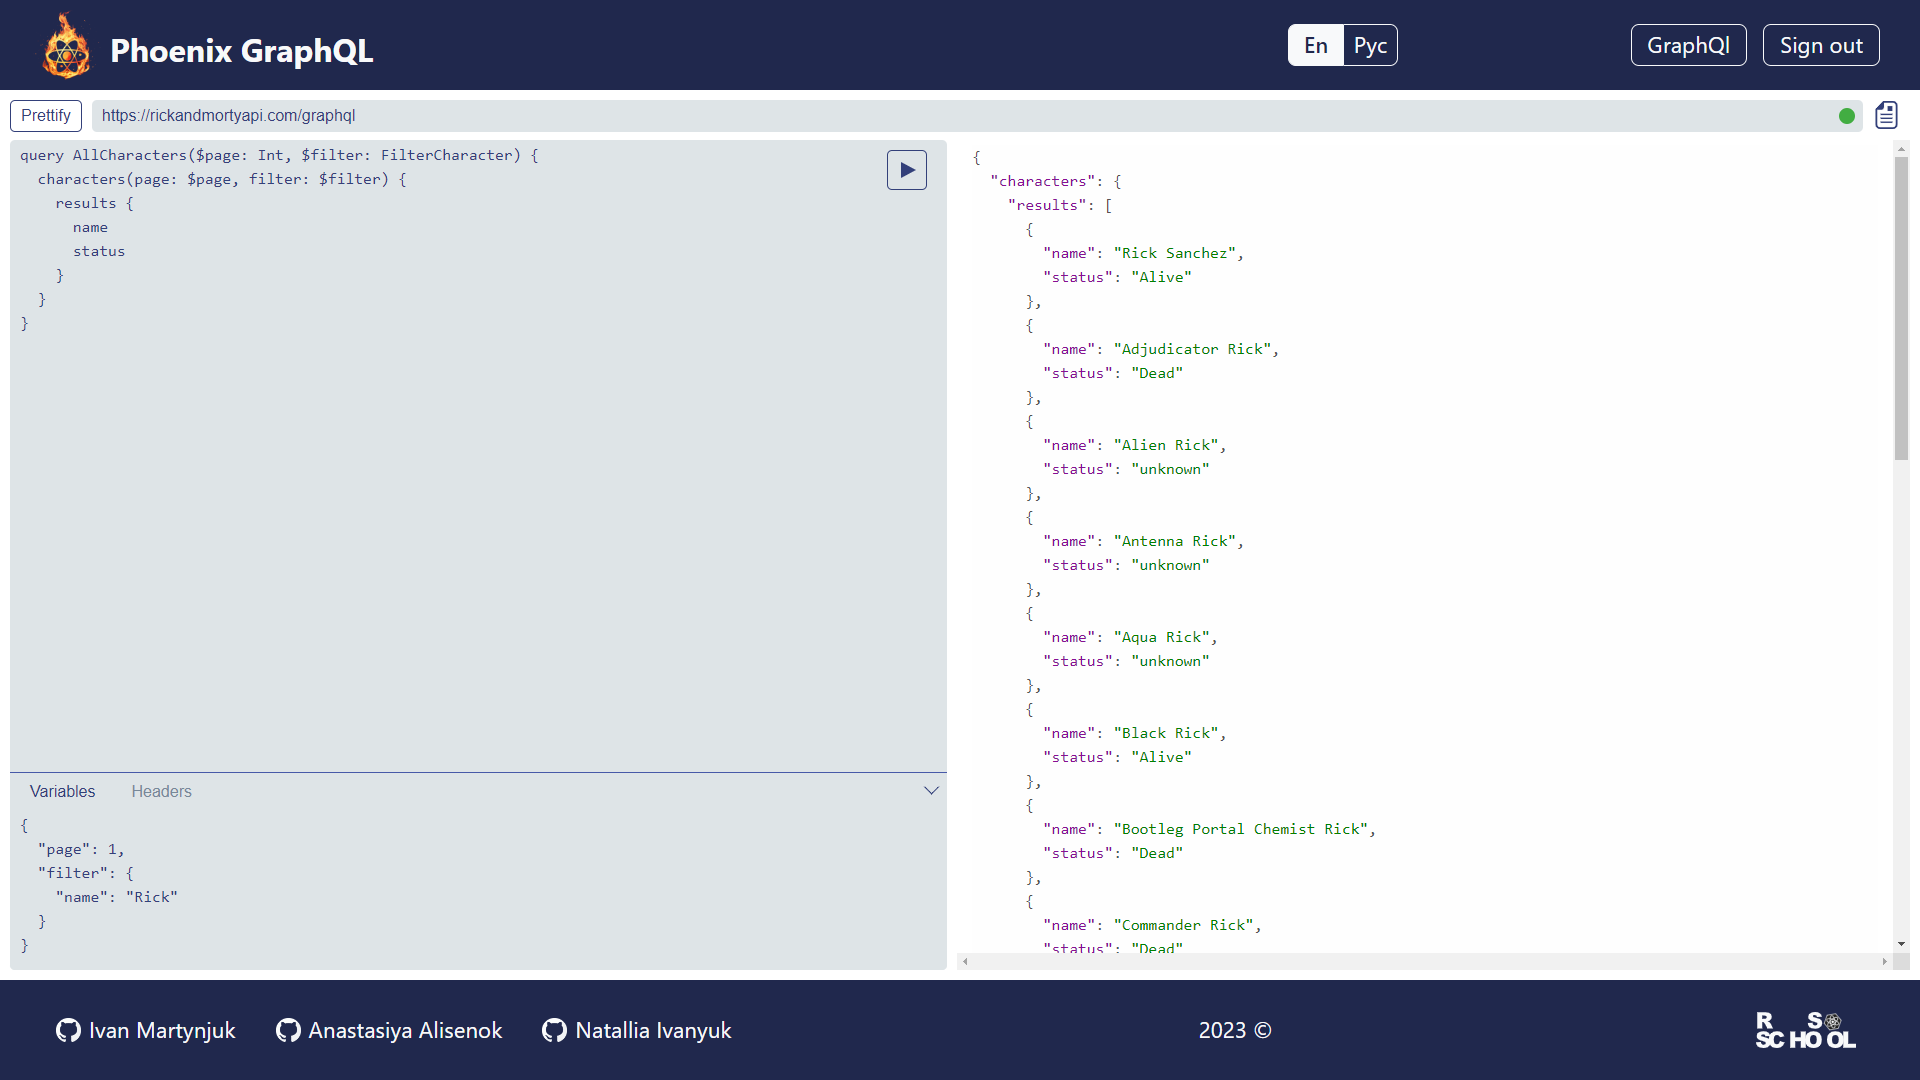 Phoenix GraphQL
En
Рус
GraphQl
Sign out
Prettify
https://rickandmortyapi.com/graphql
query AllCharacters($page: Int, $filter: FilterCharacter) {
  characters(page: $page, filter: $filter) {
    results {
      name
      status
    }
  }
}
Variables
Headers
{
  "page": 1,
  "filter": {
    "name": "Rick"
  }
}
{
  "characters": {
    "results": [
      {
        "name": "Rick Sanchez",
        "status": "Alive"
      },
      {
        "name": "Adjudicator Rick",
        "status": "Dead"
      },
      {
        "name": "Alien Rick",
        "status": "unknown"
      },
      {
        "name": "Antenna Rick",
        "status": "unknown"
      },
      {
        "name": "Aqua Rick",
        "status": "unknown"
      },
      {
        "name": "Black Rick",
        "status": "Alive"
      },
      {
        "name": "Bootleg Portal Chemist Rick",
        "status": "Dead"
      },
      {
        "name": "Commander Rick",
        "status": "Dead"
Ivan Martynjuk
Anastasiya Alisenok
Natallia Ivanyuk
2023 ©
R S
SCHOOL